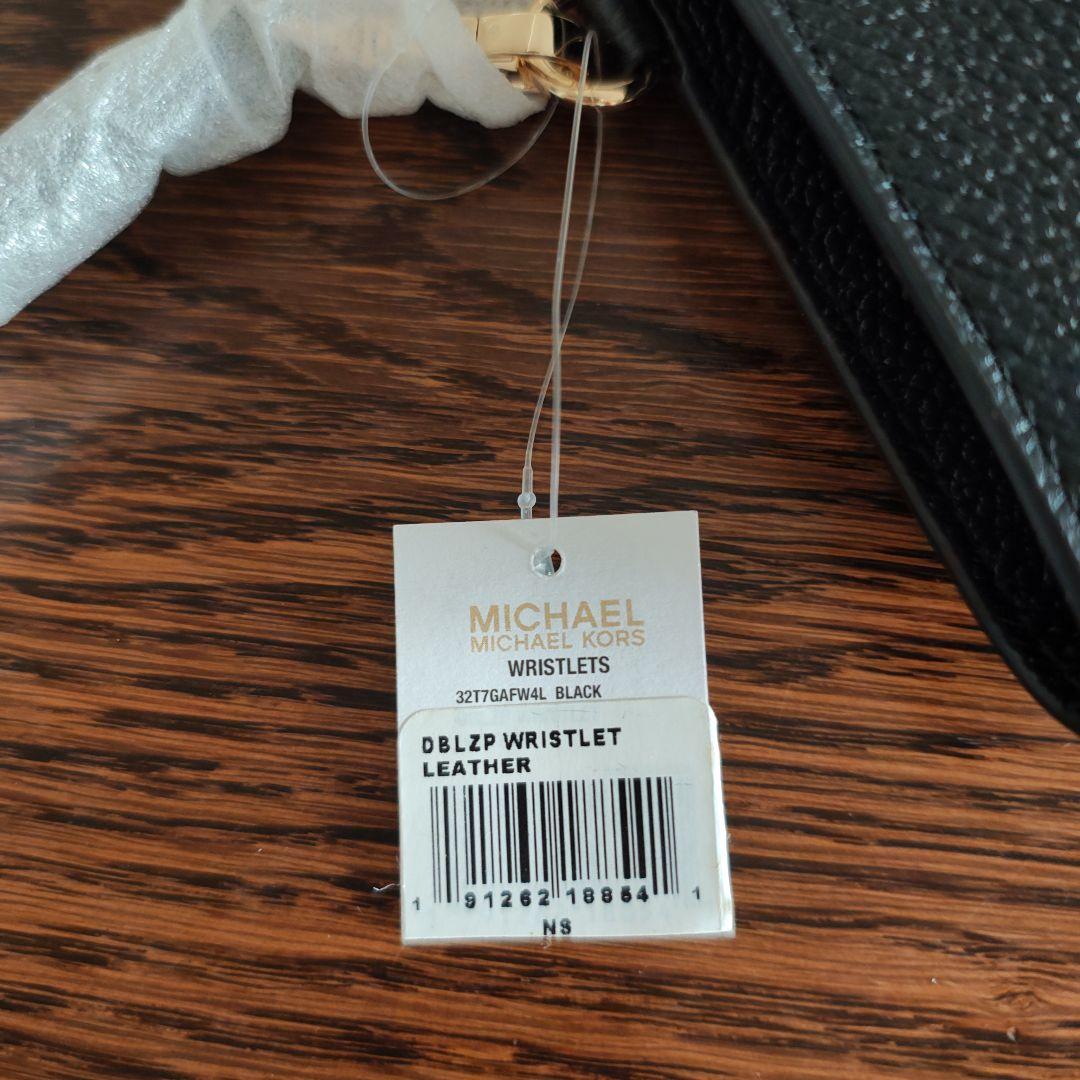 MICHAEL
MICHAEL KORS
WRISTLETS
32T7GAFW4L BLACK
DBLZP WRISTLET
LEATHER
1 91262 18854 1
NS